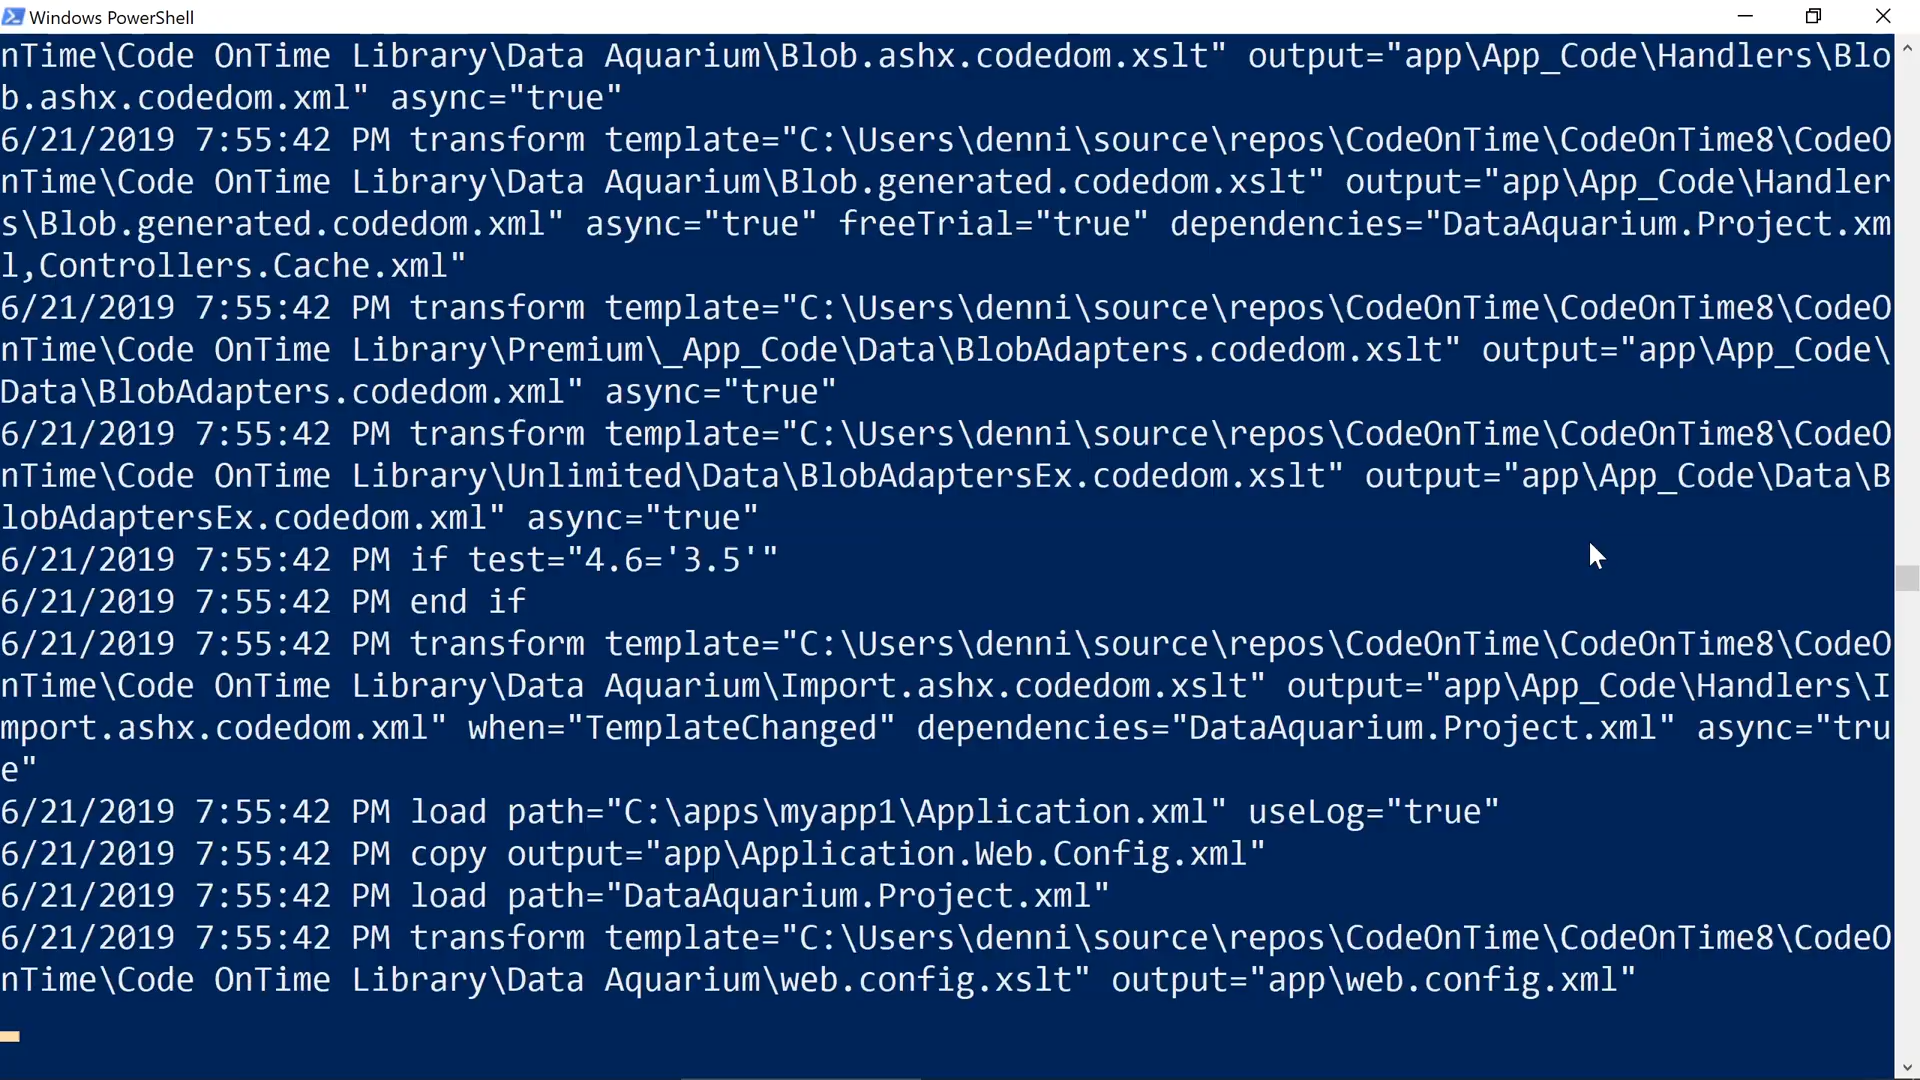 Windows PowerShell
nTime\Code OnTime Library\Data Aquarium\Blob.ashx.codedom.xslt" output="app\App_Code\Handlers\Blo
b.ashx.codedom.xml" async="true"
6/21/2019 7:55:42 PM transform template="C:\Users\denni\source\repos\CodeOnTime\CodeOnTime8\CodeO
nTime\Code OnTime Library\Data Aquarium\Blob.generated.codedom.xslt" output="app\App_Code\Handler
s\Blob.generated.codedom.xml" async="true" freeTrial="true" dependencies="DataAquarium.Project.xm
l,Controllers.Cache.xml"
6/21/2019 7:55:42 PM transform template="C:\Users\denni\source\repos\CodeOnTime\CodeOnTime8\CodeO
nTime\Code OnTime Library\Premium\_App_Code\Data\BlobAdapters.codedom.xslt" output="app\App_Code\
Data\BlobAdapters.codedom.xml" async="true"
6/21/2019 7:55:42 PM transform template="C:\Users\denni\source\repos\CodeOnTime\CodeOnTime8\CodeO
nTime\Code OnTime Library\Unlimited\Data\BlobAdaptersEx.codedom.xslt" output="app\App_Code\Data\B
lobAdaptersEx.codedom.xml" async="true"
6/21/2019 7:55:42 PM if test="4.6='3.5'"
6/21/2019 7:55:42 PM end if
6/21/2019 7:55:42 PM transform template="C:\Users\denni\source\repos\CodeOnTime\CodeOnTime8\CodeO
nTime\Code OnTime Library\Data Aquarium\Import.ashx.codedom.xslt" output="app\App_Code\Handlers\I
mport.ashx.codedom.xml" when="TemplateChanged" dependencies="DataAquarium.Project.xml" async="tru
e"
6/21/2019 7:55:42 PM load path="C:\apps\myapp1\Application.xml" useLog="true"
6/21/2019 7:55:42 PM copy output="app\Application.Web.Config.xml"
6/21/2019 7:55:42 PM load path="DataAquarium.Project.xml"
6/21/2019 7:55:42 PM transform template="C:\Users\denni\source\repos\CodeOnTime\CodeOnTime8\CodeO
nTime\Code OnTime Library\Data Aquarium\web.config.xslt" output="app\web.config.xml"